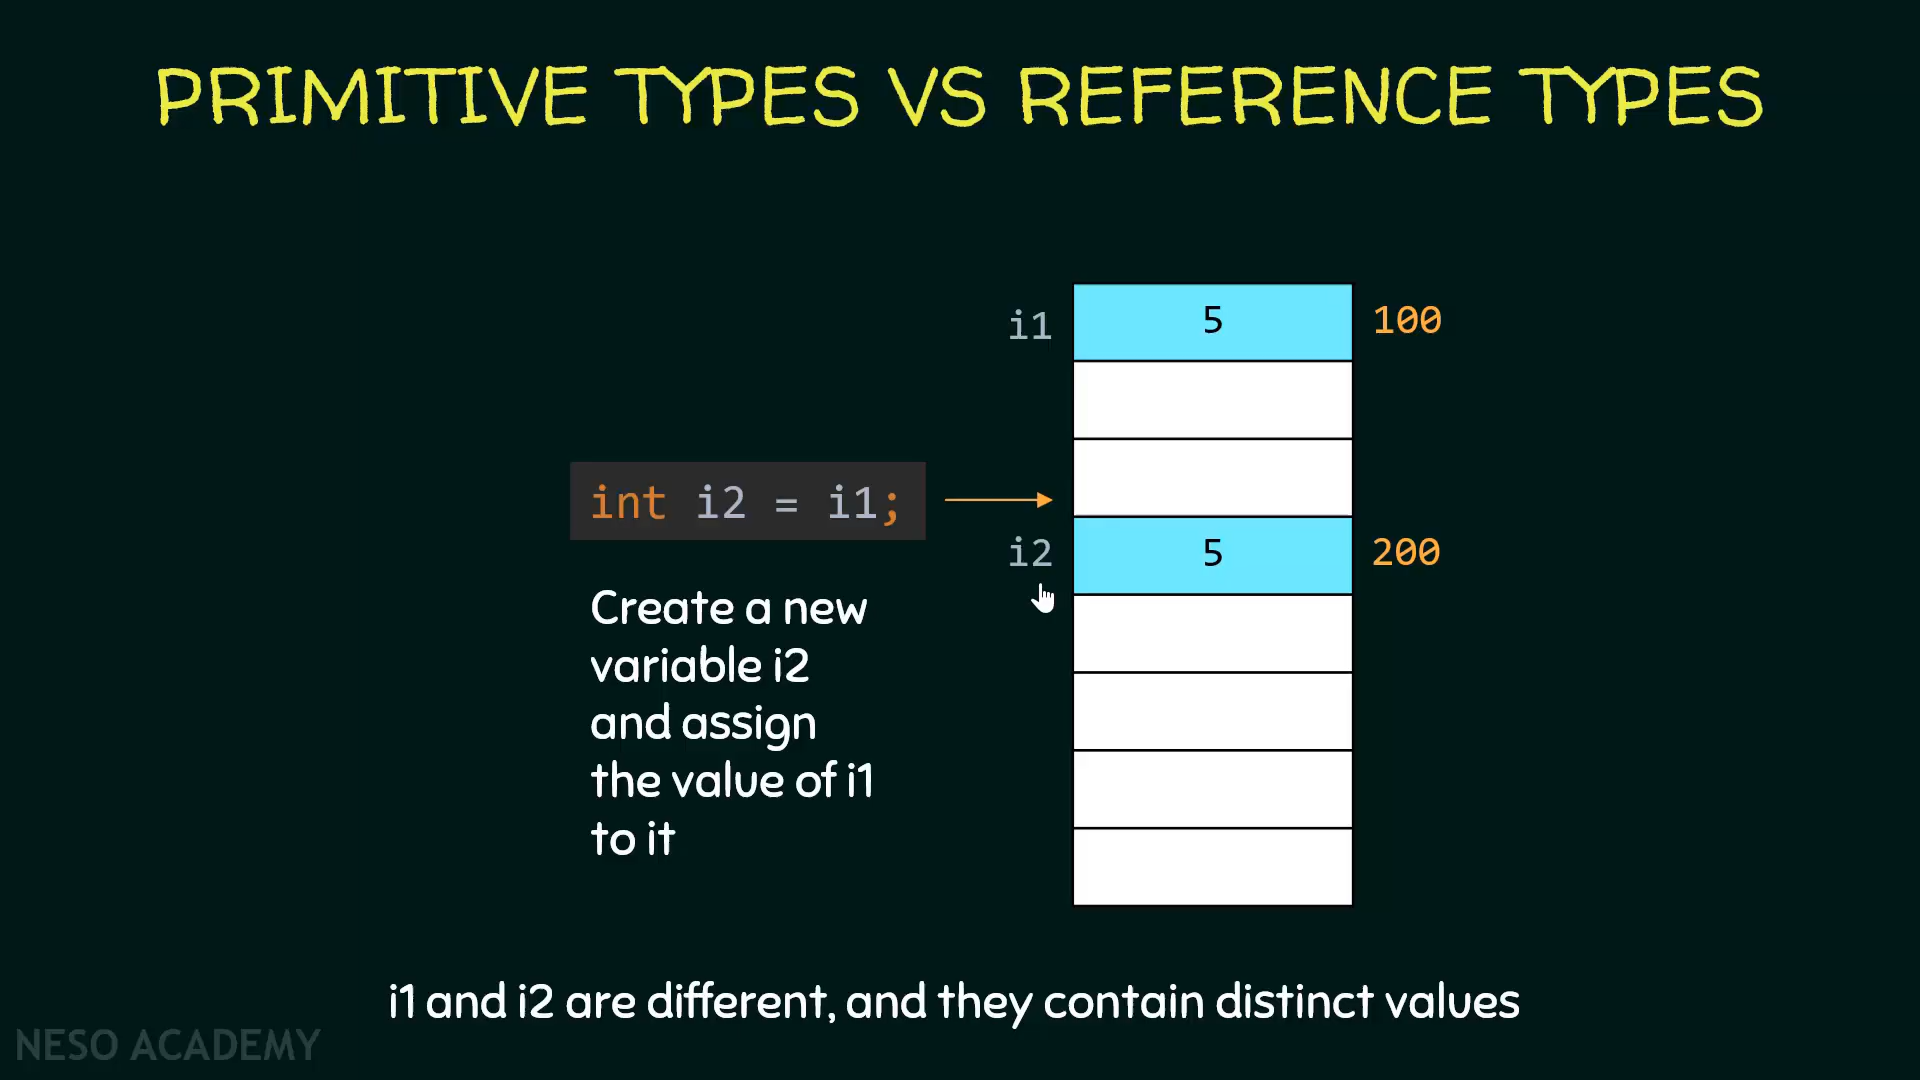 PRIMITIVE TYPES VS REFERENCE TYPES
i1 5 100
int i2 = i1;
i2 5 200
Create a new
variable i2
and assign
the value of i1
to it
i1 and i2 are different, and they contain distinct values
NESO ACADEMY